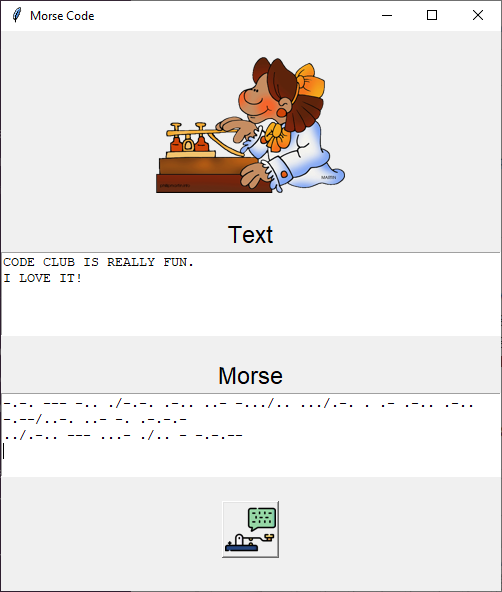 Morse Code
Text
CODE CLUB IS REALLY FUN.
I LOVE IT!
Morse
-.-. --- -.. ./-.-. .-.. ..- -.../.. .../.-. . .- .-.. .-..
-.--/..-. ..- -. .-.-.-
../.-.. --- ...- ./.. - -.-.--